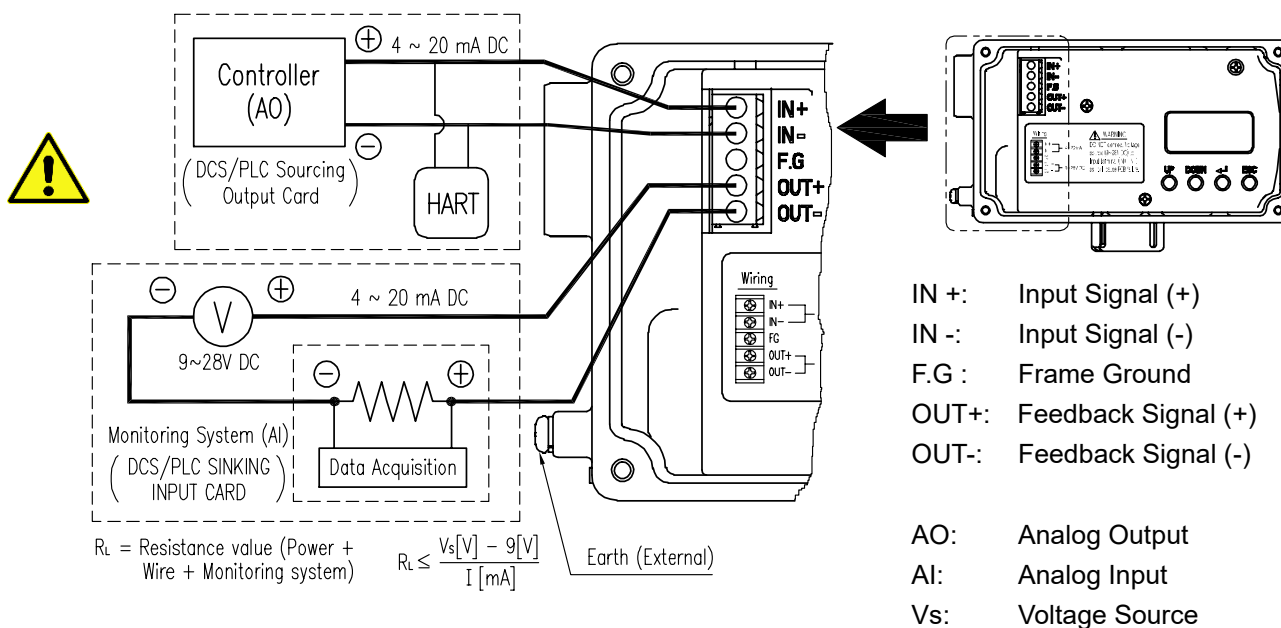 4 ~ 20 mA DC
Controller
(AO)
(DCS/PLC Sourcing
Output Card)
HART
IN+
IN-
F.G
OUT+
OUT-
Wiring
IN+
IN-
FG
OUT+
OUT-
4 ~ 20 mA DC
V
9~28V DC
Monitoring System (AI)
(DCS/PLC SINKING
INPUT CARD)
Data Acquisition
RL = Resistance value (Power +
Wire + Monitoring system)
RL ≤ Vs[V] − 9[V]
I [mA]
Earth (External)
IN+
IN-
F.G
OUT+
OUT-
Wiring
WARNING
UP
DOWN
ESC
IN +: Input Signal (+)
IN -: Input Signal (-)
F.G : Frame Ground
OUT+: Feedback Signal (+)
OUT-: Feedback Signal (-)
AO: Analog Output
AI: Analog Input
Vs: Voltage Source